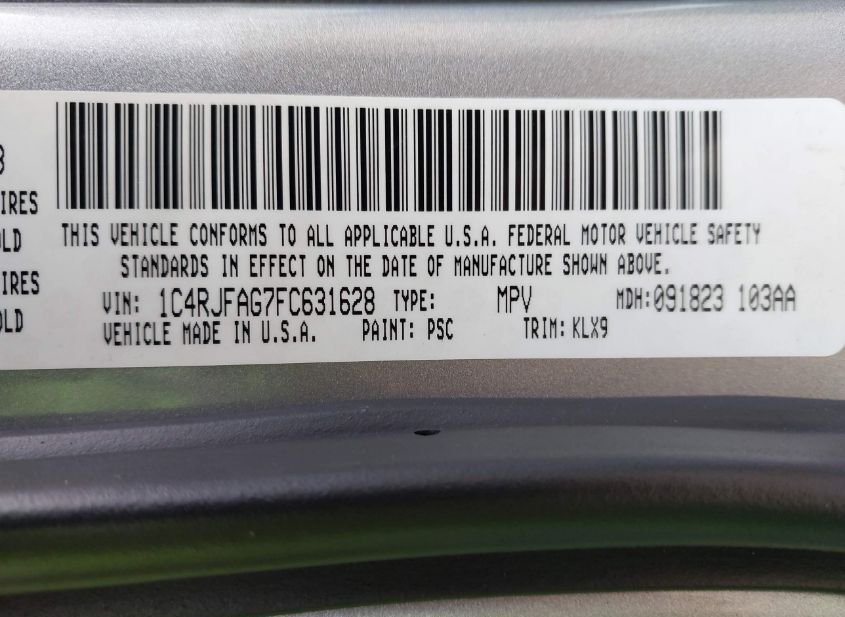 8
IRES
OLD
IRES
OLD
THIS VEHICLE CONFORMS TO ALL APPLICABLE U.S.A. FEDERAL MOTOR VEHICLE SAFETY
STANDARDS IN EFFECT ON THE DATE OF MANUFACTURE SHOWN ABOVE.
VIN: 1C4RJFAG7FC631628 TYPE: MPV MDH:091823 103AA
VEHICLE MADE IN U.S.A. PAINT: PSC TRIM: KLX9